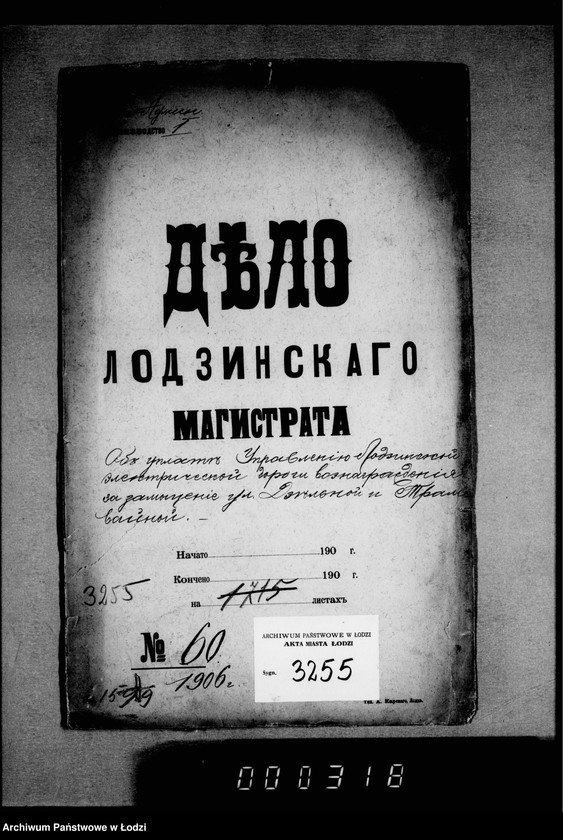 ДѢЛО
ЛОДЗИНСКАГО
МАГИСТРАТА
Объ уплатѣ Управленію Лодзинской
электрической дороги вознагражденія
за замощеніе ул. Дзѣльной и Трам
вайной. —
Начато 190 г.
Кончено 190 г.
на листахъ
3255
№ 60
1906 г.
ARCHIWUM PAŃSTWOWE W ŁODZI
AKTA MIASTA ŁODZI
Sygn. 3255
000318
Archiwum Państwowe w Łodzi